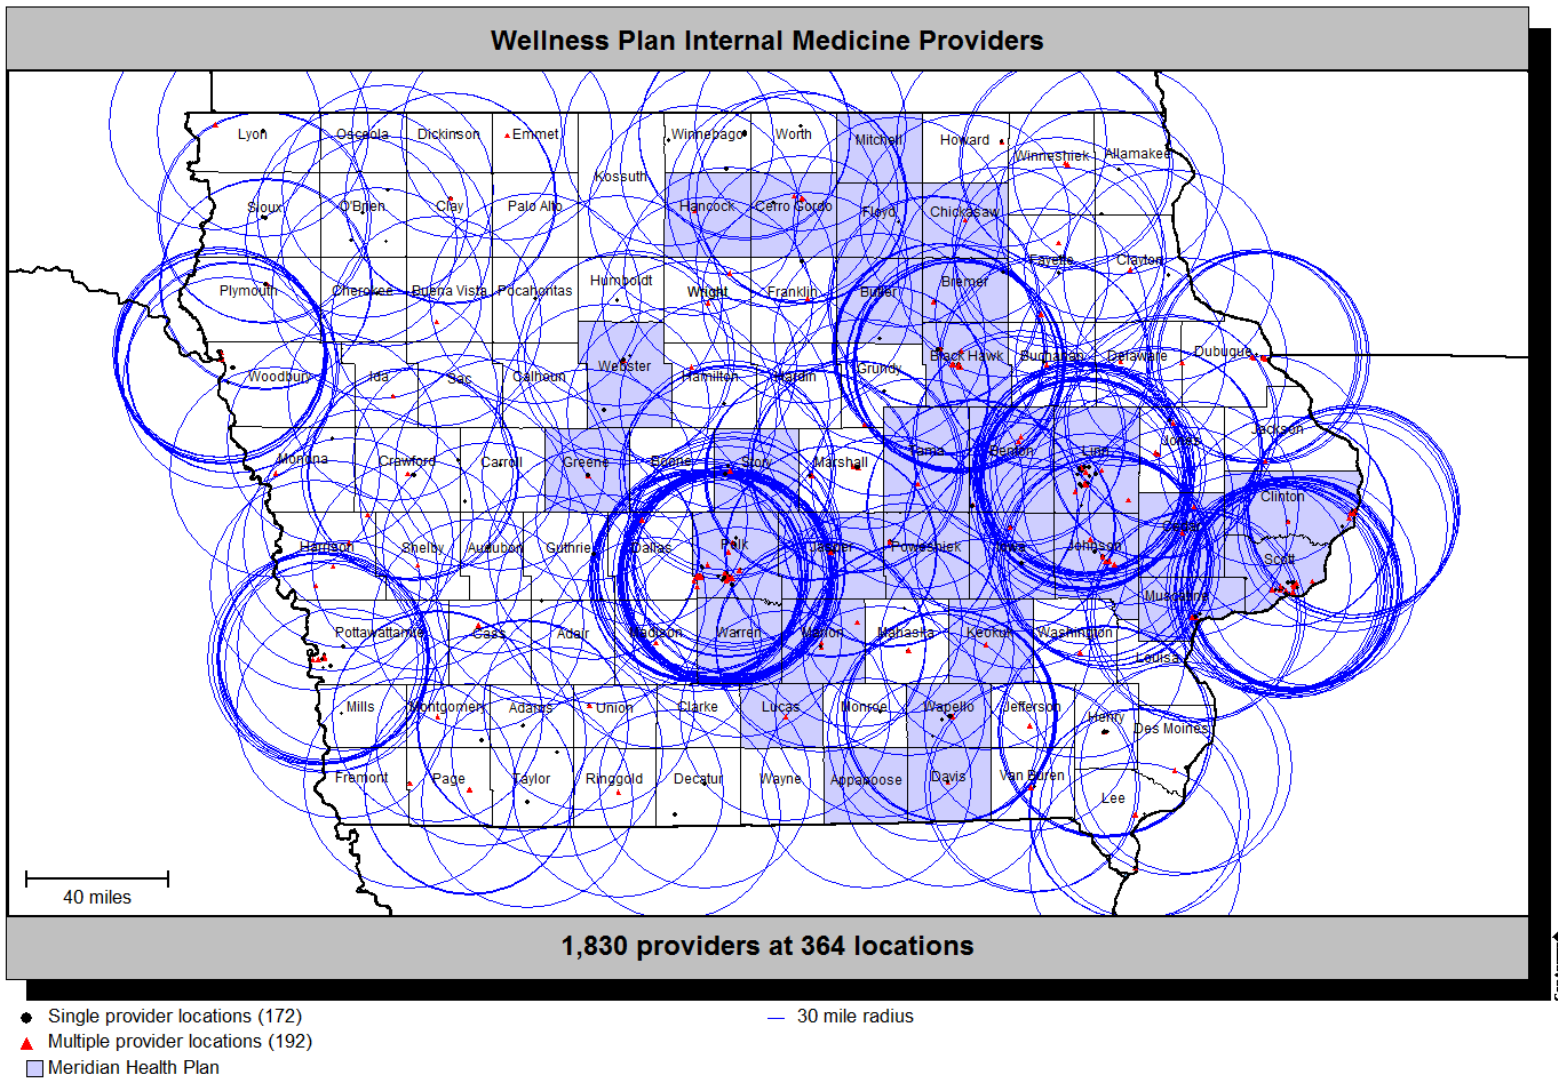 Wellness Plan Internal Medicine Providers
Lyon Osceola Dickinson Emmet Winnebago Worth Mitchell Howard Winneshiek Allamakee
Kossuth
Sioux O'Brien Clay Palo Alto Hancock Cerro Gordo Floyd Chickasaw
Fayette Clayton
Plymouth Cherokee Buena Vista Pocahontas Humboldt Wright Franklin Butler Bremer
Woodbury Ida Sac Calhoun Webster Hamilton Hardin Grundy Black Hawk Buchanan Delaware Dubuque
Monona Crawford Carroll Greene Boone Story Marshall Tama Benton Linn Jones Jackson
Clinton
Harrison Shelby Audubon Guthrie Dallas Polk Jasper Poweshiek Iowa Johnson Cedar
Scott
Muscatine
Pottawattamie Cass Adair Madison Warren Marion Mahaska Keokuk Washington
Louisa
Mills Montgomery Adams Union Clarke Lucas Monroe Wapello Jefferson Henry Des Moines
Fremont Page Taylor Ringgold Decatur Wayne Appanoose Davis Van Buren
Lee
40 miles
1,830 providers at 364 locations
Single provider locations (172)
30 mile radius
Multiple provider locations (192)
Meridian Health Plan